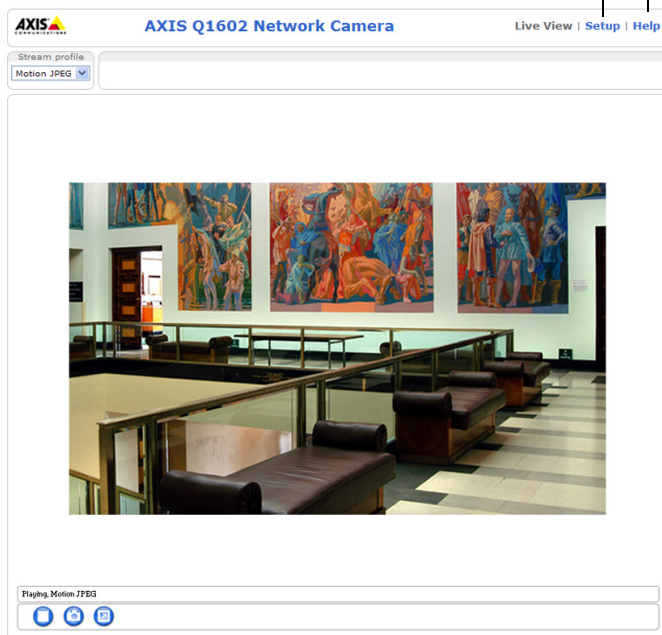 AXIS
COMMUNICATIONS
AXIS Q1602 Network Camera
Live View | Setup | Help
Stream profile
Motion JPEG
Playing, Motion JPEG